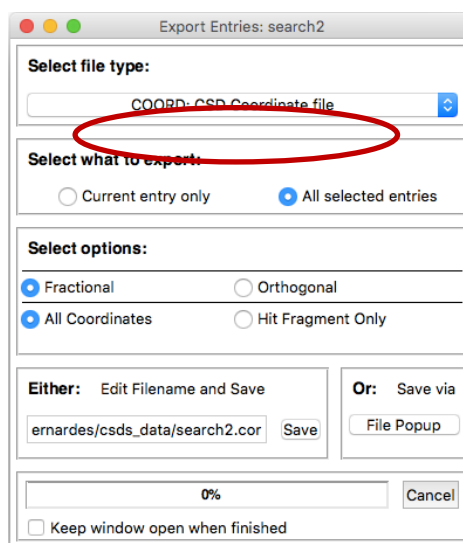 Export Entries: search2
Select file type:
COORD: CSD Coordinate file
Select what to export:
Current entry only All selected entries
Select options:
Fractional Orthogonal
All Coordinates Hit Fragment Only
Either: Edit Filename and Save Or: Save via
ernardes/csds_data/search2.cor Save File Popup
0% Cancel
Keep window open when finished